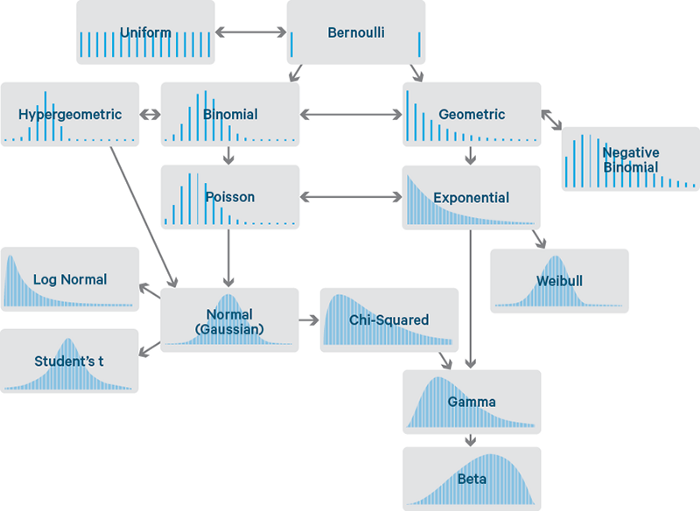 Uniform
Bernoulli
Hypergeometric
Binomial
Geometric
Negative
Binomial
Poisson
Exponential
Log Normal
Weibull
Normal
(Gaussian)
Chi-Squared
Student's t
Gamma
Beta